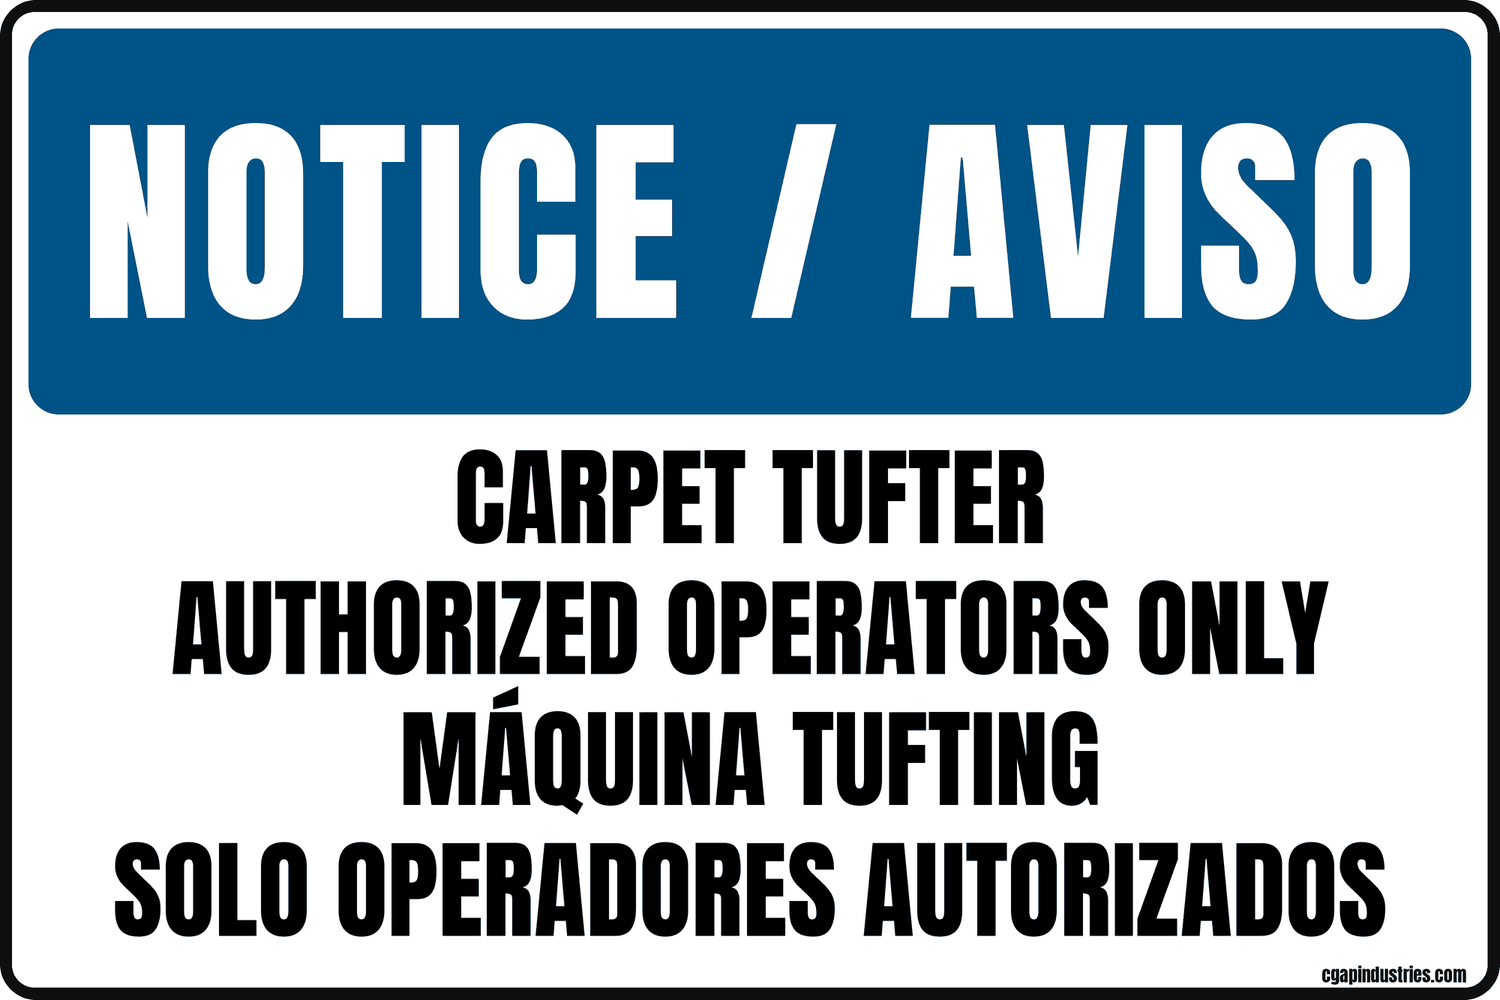 NOTICE / AVISO
CARPET TUFTER
AUTHORIZED OPERATORS ONLY
MÁQUINA TUFTING
SOLO OPERADORES AUTORIZADOS
cgapindustries.com